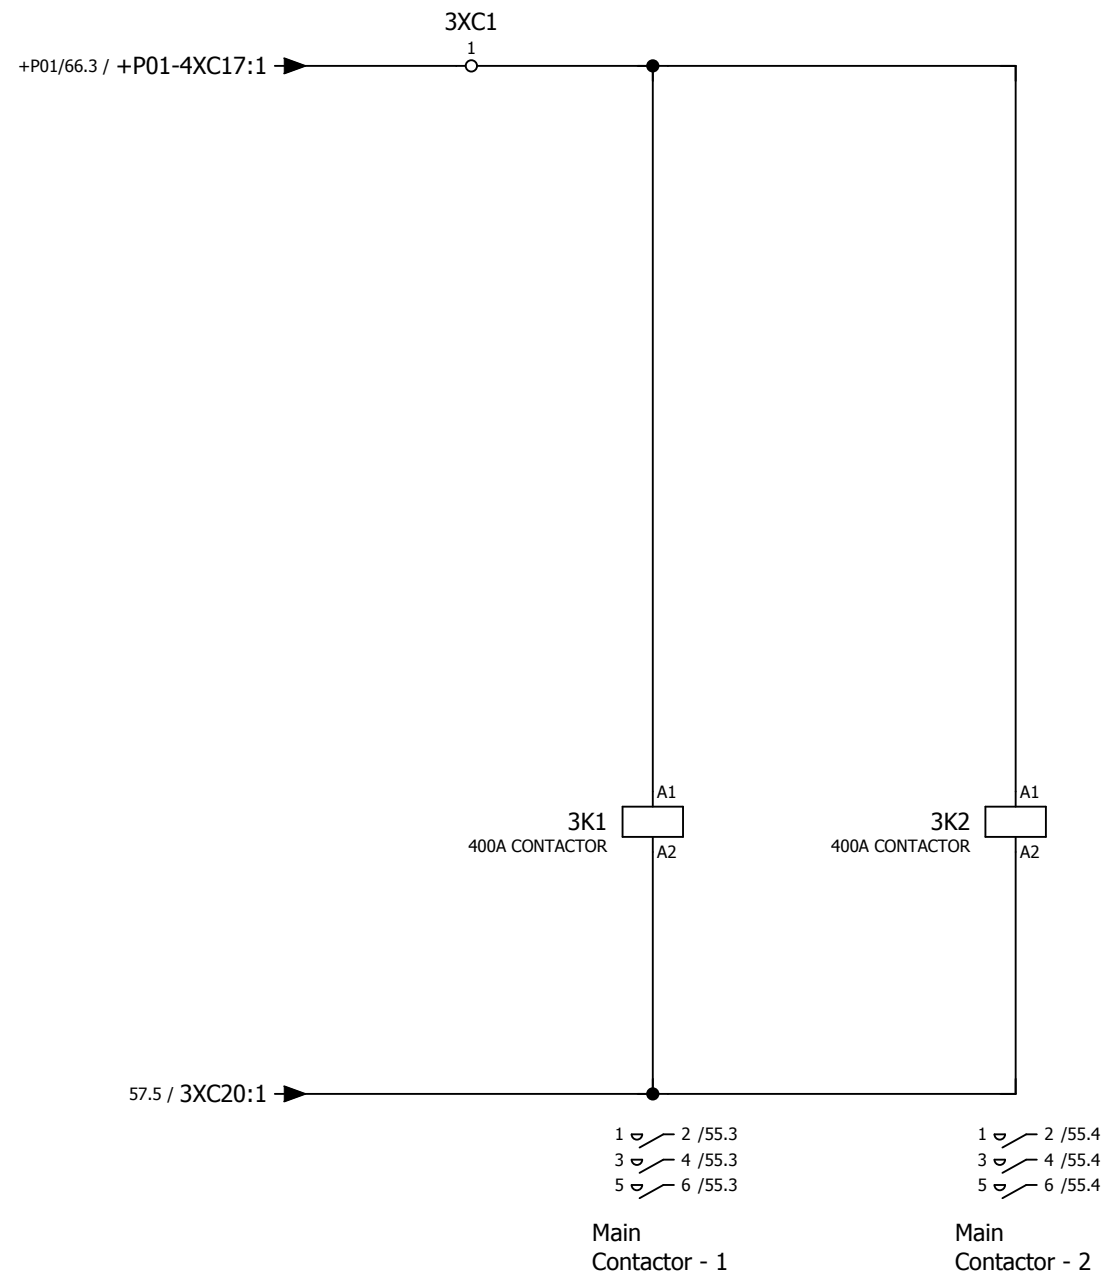 3XC1
1
+P01/66.3 / +P01-4XC17:1
A1 A1
3K1 3K2
400A CONTACTOR 400A CONTACTOR
A2 A2
57.5 / 3XC20:1
1 2 /55.3 1 2 /55.4
3 4 /55.3 3 4 /55.4
5 6 /55.3 5 6 /55.4
Main Main
Contactor - 1 Contactor - 2